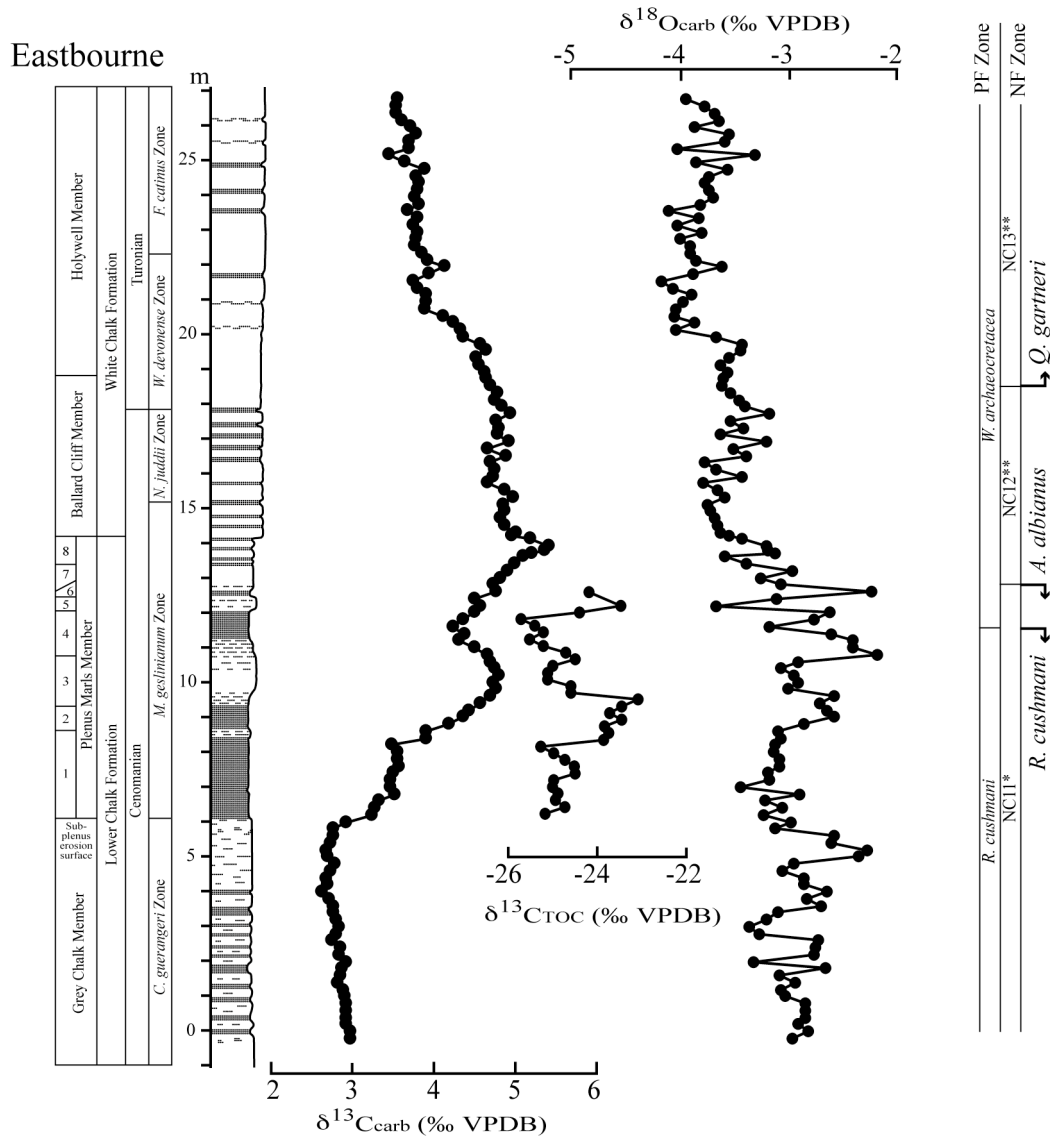 Eastbourne
m
25
20
15
10
5
0
Holywell Member
Ballard Cliff Member
8
7
6
5
4
3
2
1
Plenus Marls Member
Sub-
plenus
erosion
surface
Grey Chalk Member
White Chalk Formation
Lower Chalk Formation
Turonian
Cenomanian
F. catinus Zone
W. devonense Zone
N. juddii Zone
M. geslinianum Zone
C. guerangeri Zone
δ18Ocarb (‰ VPDB)
-5 -4 -3 -2
-26 -24 -22
δ13CTOC (‰ VPDB)
2 3 4 5 6
δ13Ccarb (‰ VPDB)
PF Zone
NF Zone
W. archaeocretacea
R. cushmani
NC13**
NC12**
NC11*
Q. gartneri
A. albianus
R. cushmani